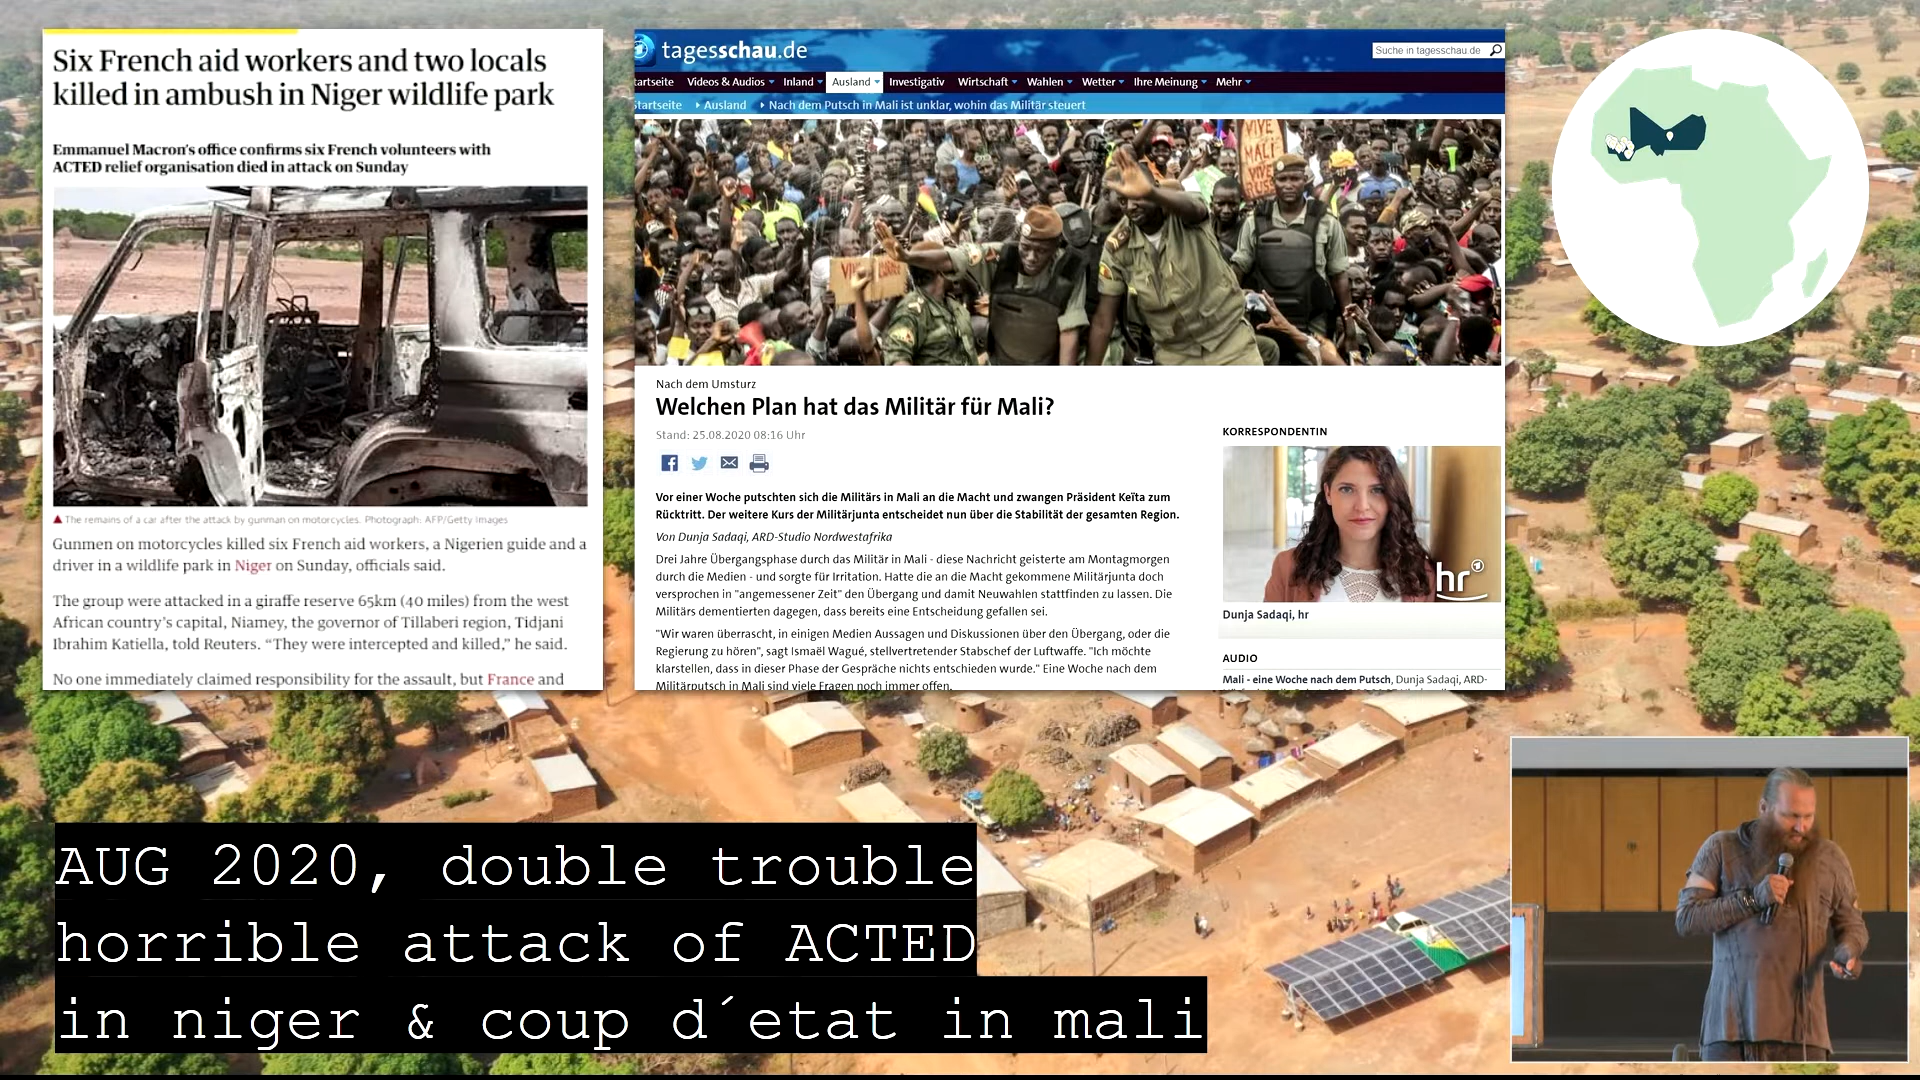 Six French aid workers and two locals
killed in ambush in Niger wildlife park
Emmanuel Macron's office confirms six French volunteers with
ACTED relief organisation died in attack on Sunday
▲ The remains of a car after the attack by gunman on motorcycles. Photograph: AFP/Getty Images
Gunmen on motorcycles killed six French aid workers, a Nigerien guide and a
driver in a wildlife park in Niger on Sunday, officials said.
The group were attacked in a giraffe reserve 65km (40 miles) from the west
African country's capital, Niamey, the governor of Tillaberi region, Tidjani
Ibrahim Katiella, told Reuters. “They were intercepted and killed,” he said.
No one immediately claimed responsibility for the assault, but France and
tagesschau.de
Suche in tagesschau.de
artseite Videos & Audios Inland Ausland Investigativ Wirtschaft Wahlen Wetter Ihre Meinung Mehr
Startseite Ausland Nach dem Putsch in Mali ist unklar, wohin das Militär steuert
VIVE
MALI
VIVE
Nach dem Umsturz
Welchen Plan hat das Militär für Mali?
Stand: 25.08.2020 08:16 Uhr
Vor einer Woche putschten sich die Militärs in Mali an die Macht und zwangen Präsident Keïta zum
Rücktritt. Der weitere Kurs der Militärjunta entscheidet nun über die Stabilität der gesamten Region.
Von Dunja Sadaqi, ARD-Studio Nordwestafrika
Drei Jahre Übergangsphase durch das Militär in Mali - diese Nachricht geisterte am Montagmorgen
durch die Medien - und sorgte für Irritation. Hatte die an die Macht gekommene Militärjunta doch
versprochen in "angemessener Zeit" den Übergang und damit Neuwahlen stattfinden zu lassen. Die
Militärs dementierten dagegen, dass bereits eine Entscheidung gefallen sei.
"Wir waren überrascht, in einigen Medien Aussagen und Diskussionen über den Übergang, oder die
Regierung zu hören", sagt Ismaël Wagué, stellvertretender Stabschef der Luftwaffe. "Ich möchte
klarstellen, dass in dieser Phase der Gespräche nichts entschieden wurde." Eine Woche nach dem
Militärputsch in Mali sind viele Fragen noch immer offen.
KORRESPONDENTIN
hr
Dunja Sadaqi, hr
AUDIO
Mali - eine Woche nach dem Putsch, Dunja Sadaqi, ARD-
AUG 2020, double trouble
horrible attack of ACTED
in niger & coup d´etat in mali